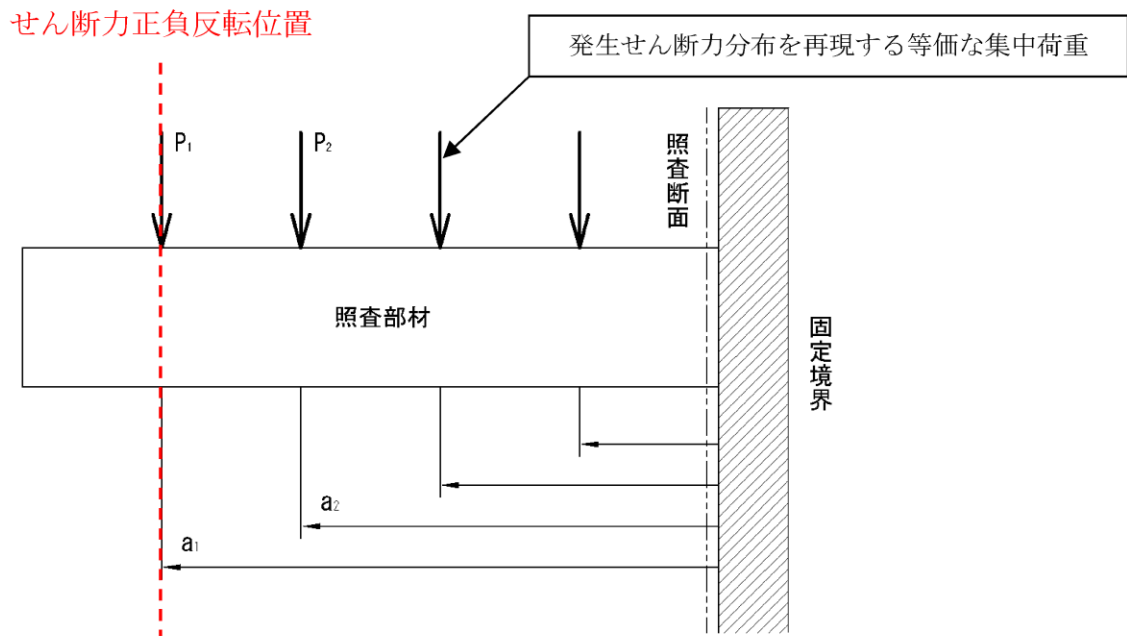 せん断力正負反転位置
発生せん断力分布を再現する等価な集中荷重
P₁
P₂
照査断面
照査部材
固定境界
a₂
a₁